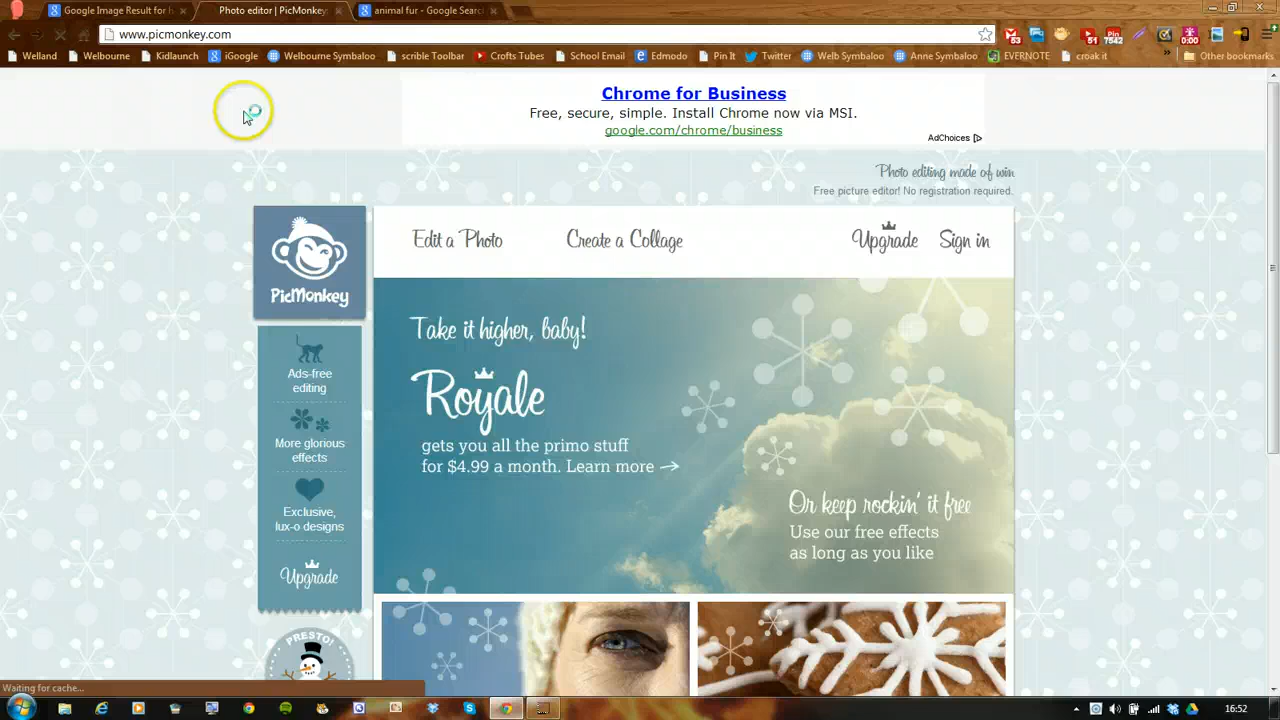 Google Image Result for h
Photo editor | PicMonkey:
animal fur - Google Search
www.picmonkey.com
53
51
7542
0:00
Welland
Welbourne
Kidlaunch
iGoogle
Welbourne Symbaloo
scrible Toolbar
Crofts Tubes
School Email
Edmodo
Pin It
Twitter
Welb Symbaloo
Anne Symbaloo
EVERNOTE
croak it
Other bookmarks
Chrome for Business
Free, secure, simple. Install Chrome now via MSI.
google.com/chrome/business
AdChoices
Photo editing made of win
Free picture editor! No registration required.
PicMonkey
Edit a Photo
Create a Collage
Upgrade
Sign in
Ads-free
editing
More glorious
effects
Exclusive,
lux-o designs
Upgrade
PRESTO!
Take it higher, baby!
Royale
gets you all the primo stuff
for $4.99 a month. Learn more →
Or keep rockin' it free
Use our free effects
as long as you like
Waiting for cache...
16:52